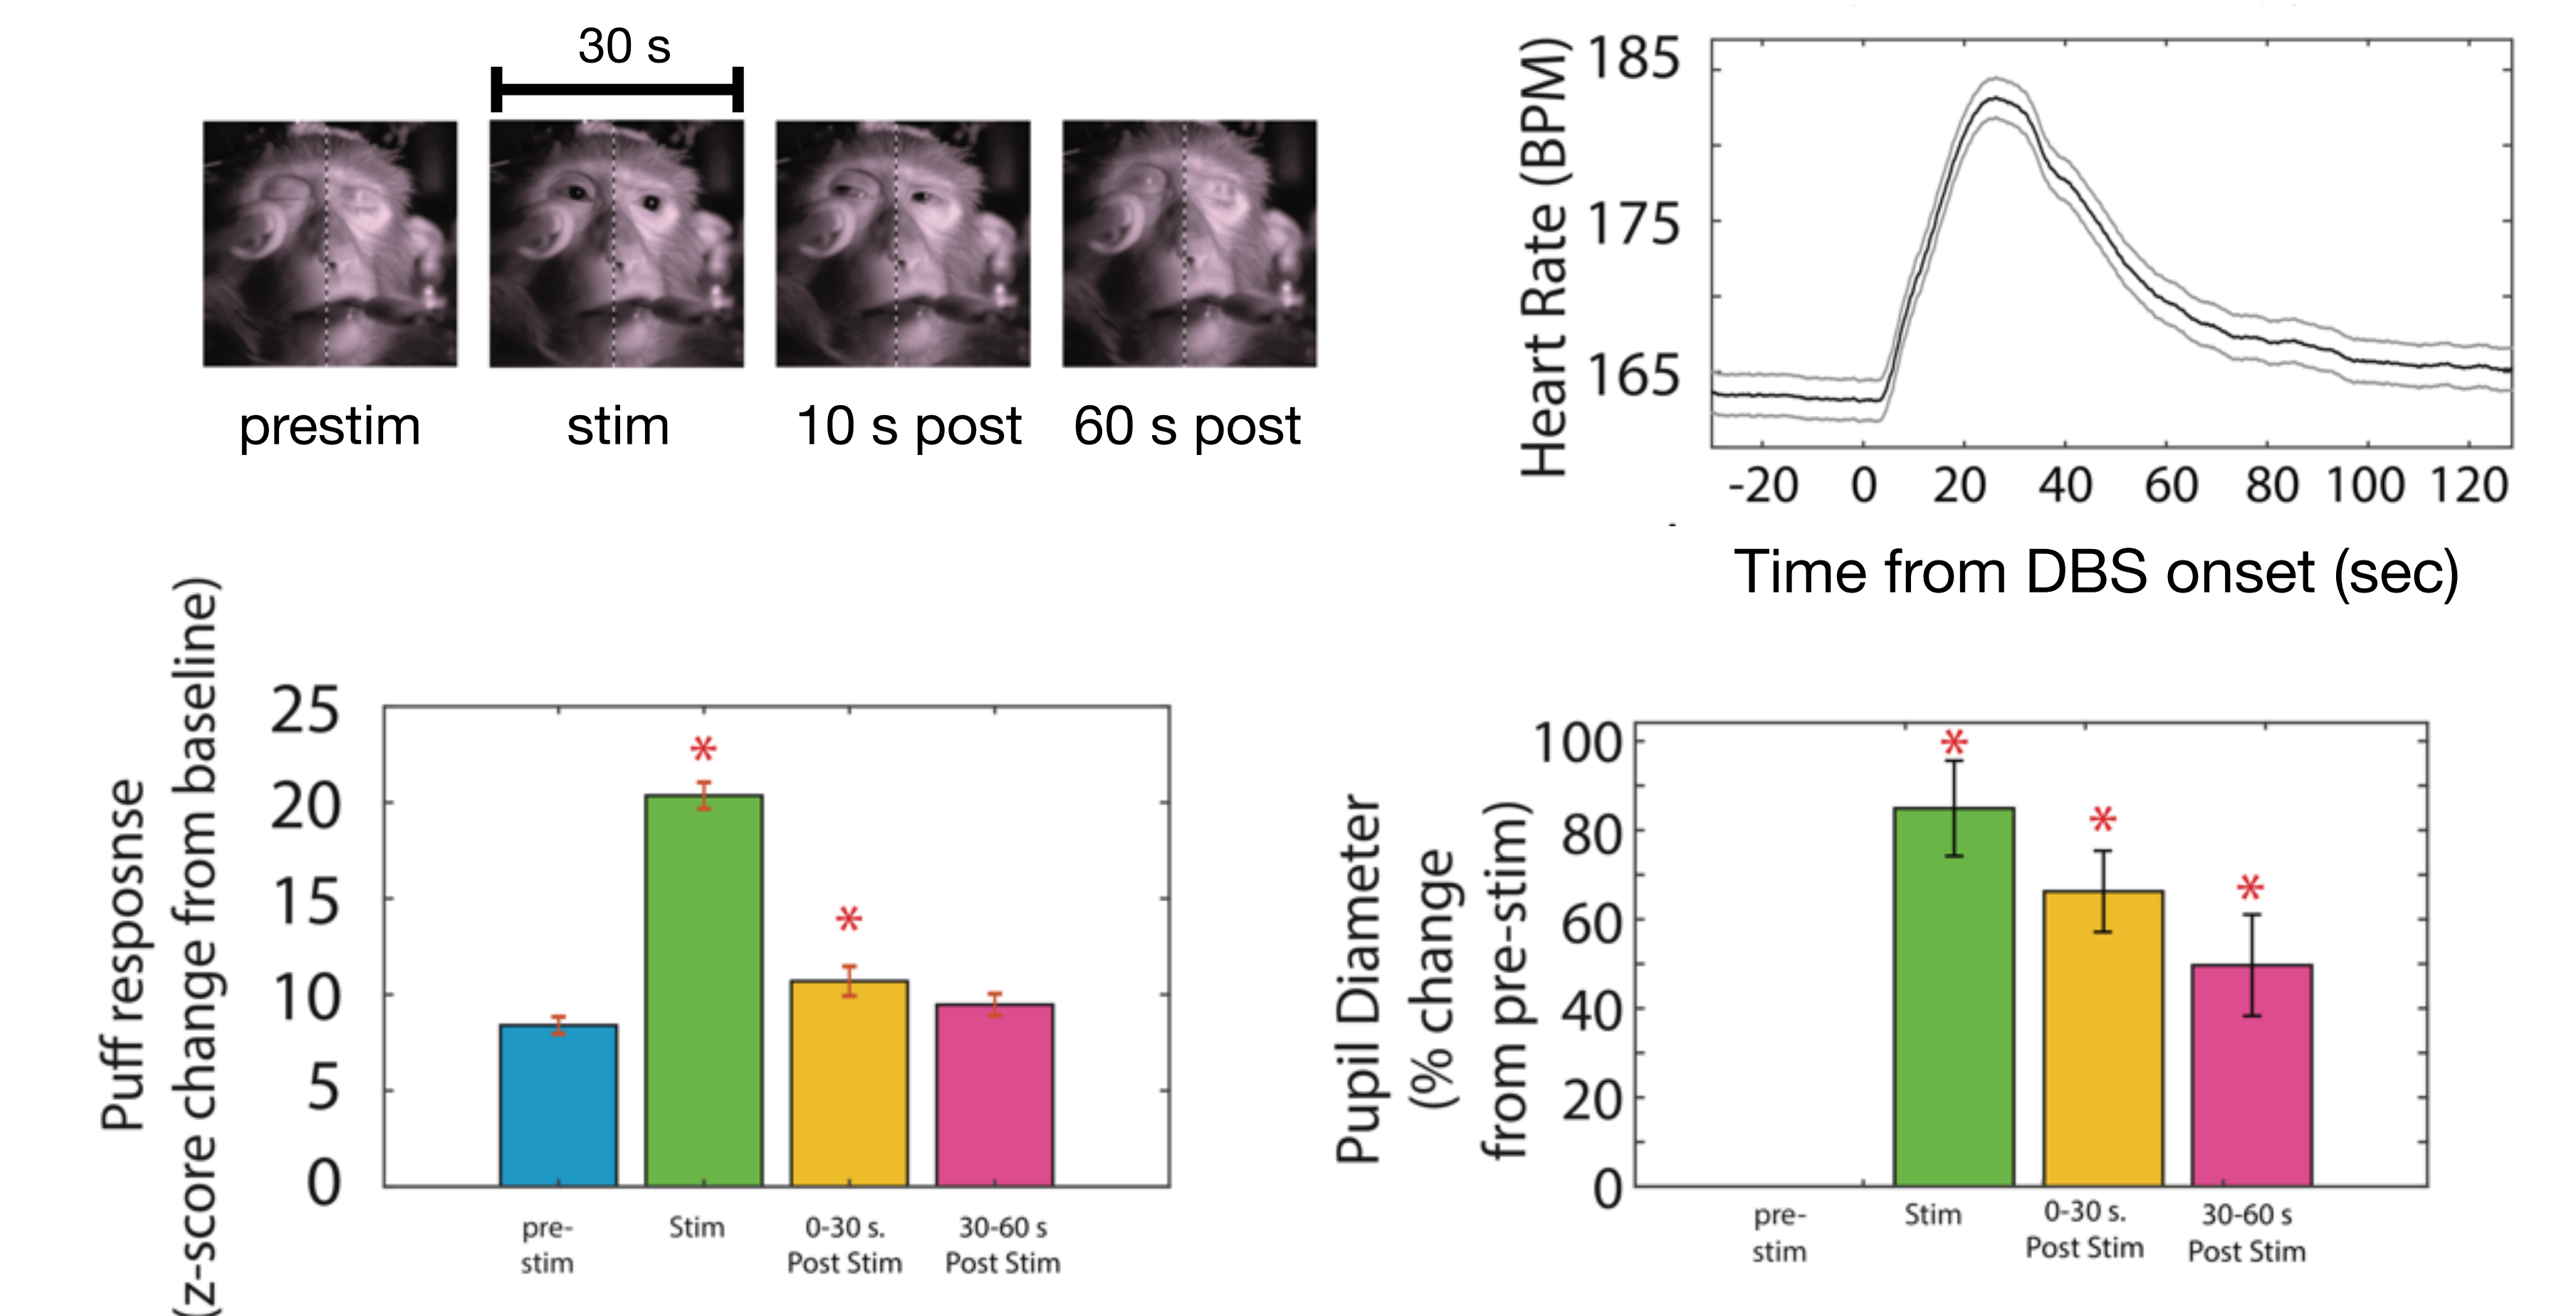 30 s
prestim
stim
10 s post
60 s post
Heart Rate (BPM)
185
175
165
-20 0 20 40 60 80 100 120
Time from DBS onset (sec)
Puff resposnse
(z-score change from baseline)
25
20
15
10
5
0
*
*
pre-
stim
Stim
0-30 s.
Post Stim
30-60 s
Post Stim
Pupil Diameter
(% change
from pre-stim)
100
80
60
40
20
0
*
*
*
pre-
stim
Stim
0-30 s.
Post Stim
30-60 s
Post Stim